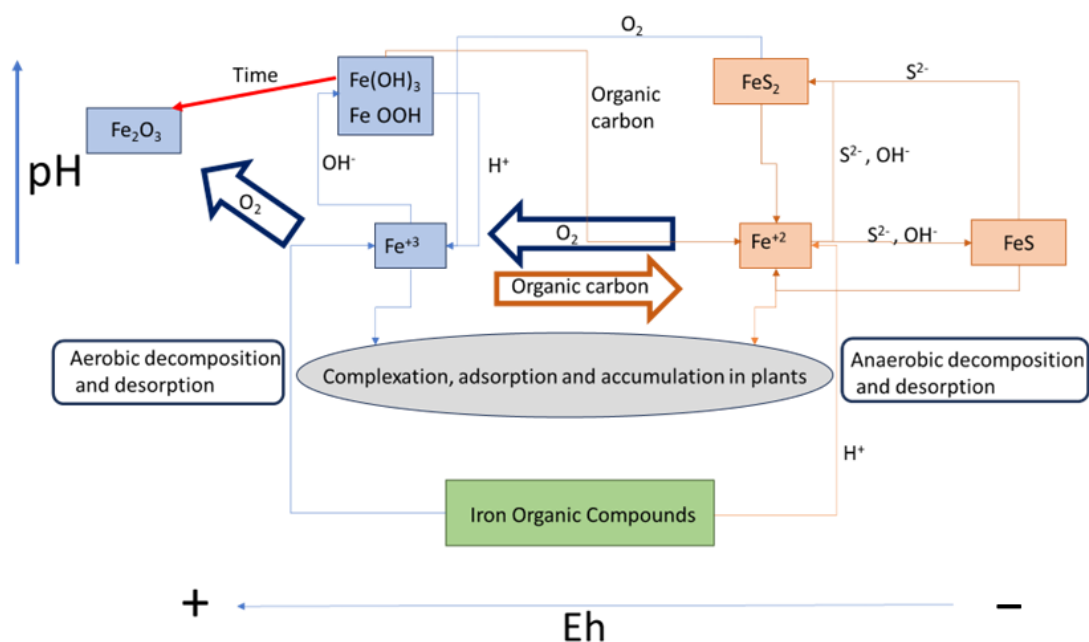 O₂
Time
Fe(OH)₃
Fe OOH
FeS₂
S²⁻
Organic
carbon
Fe₂O₃
pH
OH⁻
H⁺
S²⁻ , OH⁻
O₂
O₂
Fe⁺³
Fe⁺²
S²⁻, OH⁻
FeS
Organic carbon
Aerobic decomposition
and desorption
Complexation, adsorption and accumulation in plants
Anaerobic decomposition
and desorption
H⁺
Iron Organic Compounds
+
–
Eh